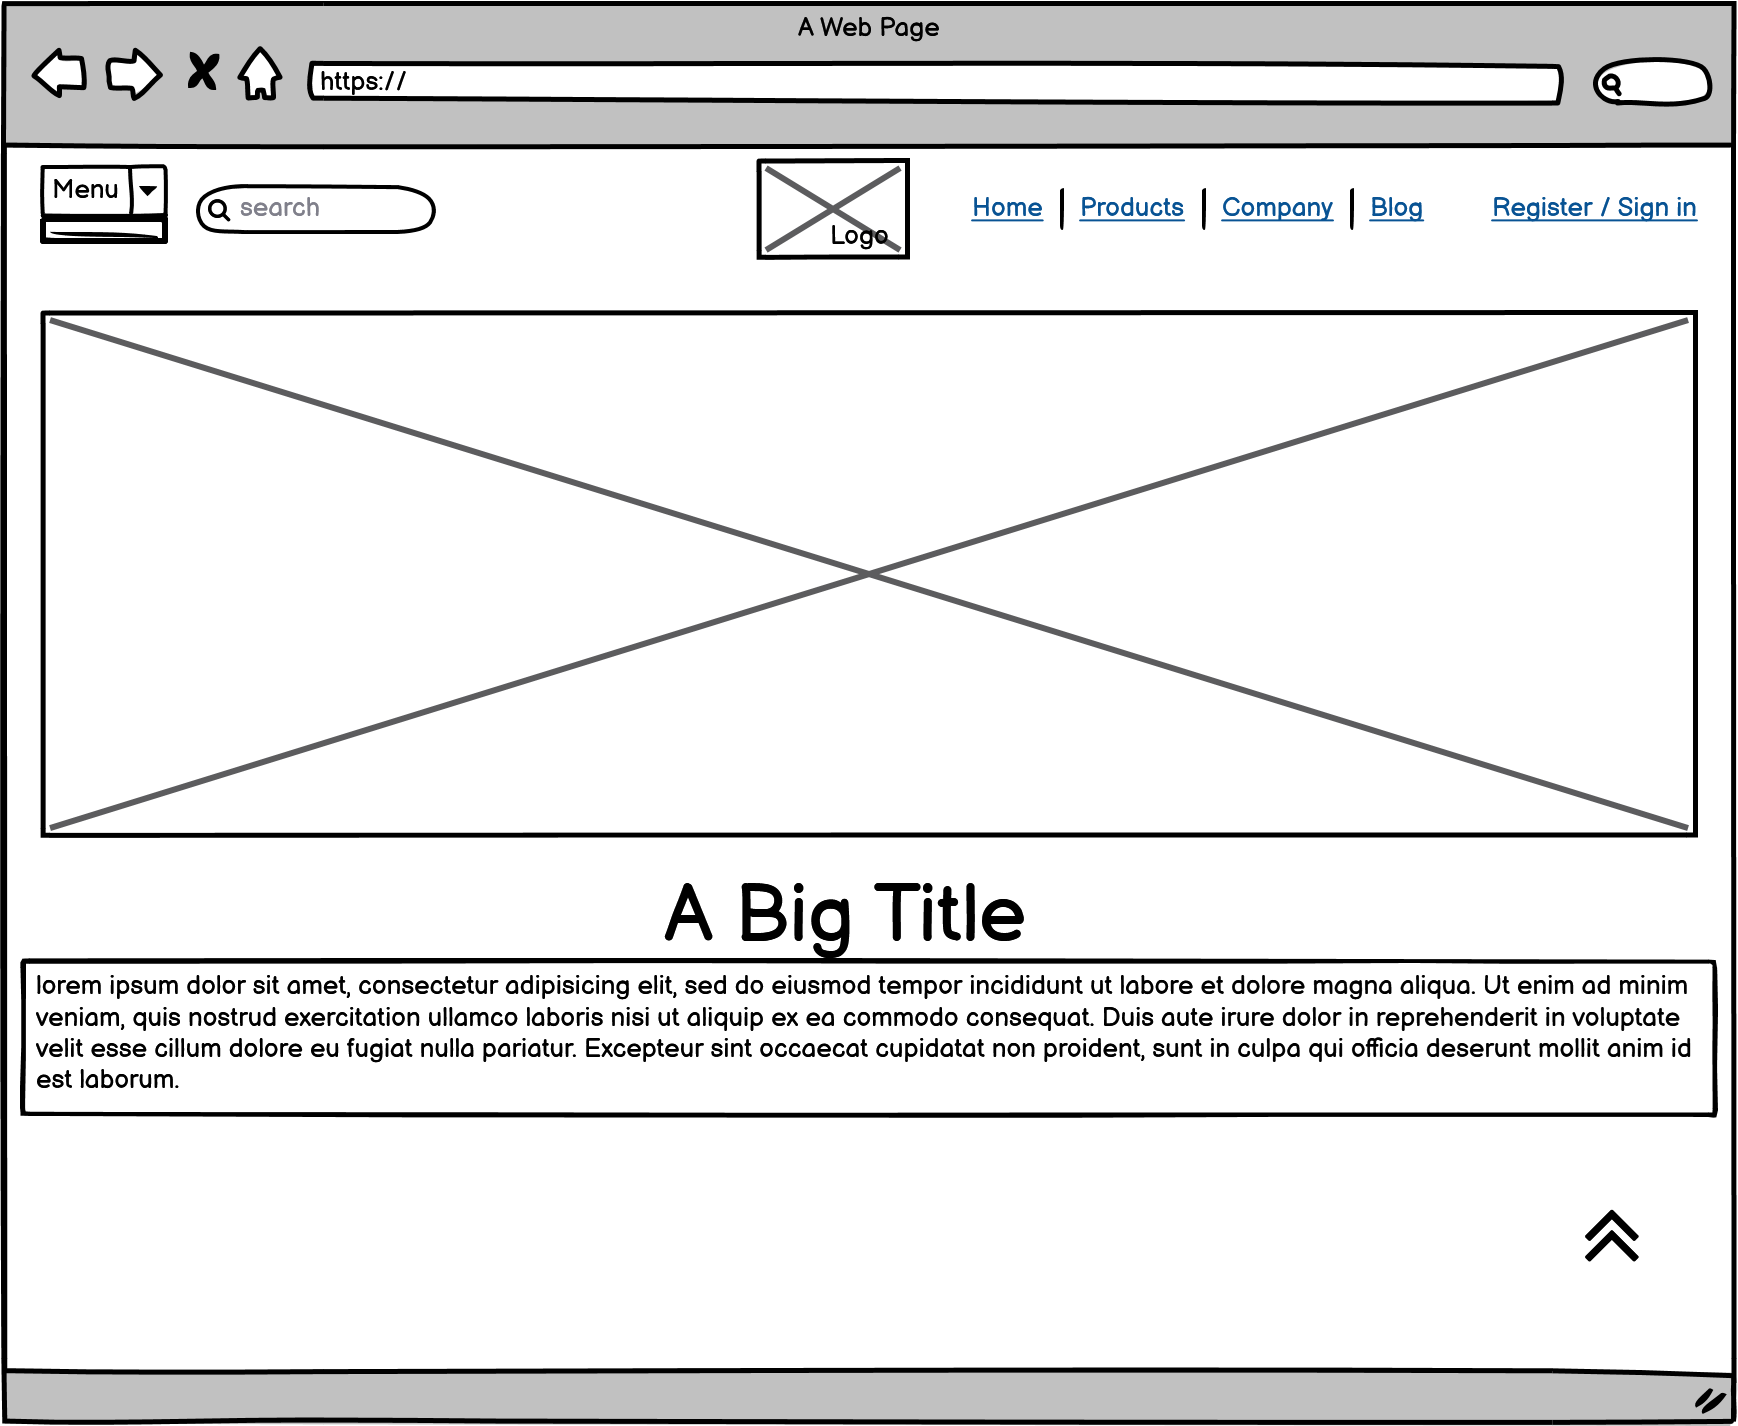 A Web Page
https://
Menu
search
Logo
Home
Products
Company
Blog
Register / Sign in
A Big Title
lorem ipsum dolor sit amet, consectetur adipisicing elit, sed do eiusmod tempor incididunt ut labore et dolore magna aliqua. Ut enim ad minim
veniam, quis nostrud exercitation ullamco laboris nisi ut aliquip ex ea commodo consequat. Duis aute irure dolor in reprehenderit in voluptate
velit esse cillum dolore eu fugiat nulla pariatur. Excepteur sint occaecat cupidatat non proident, sunt in culpa qui officia deserunt mollit anim id
est laborum.